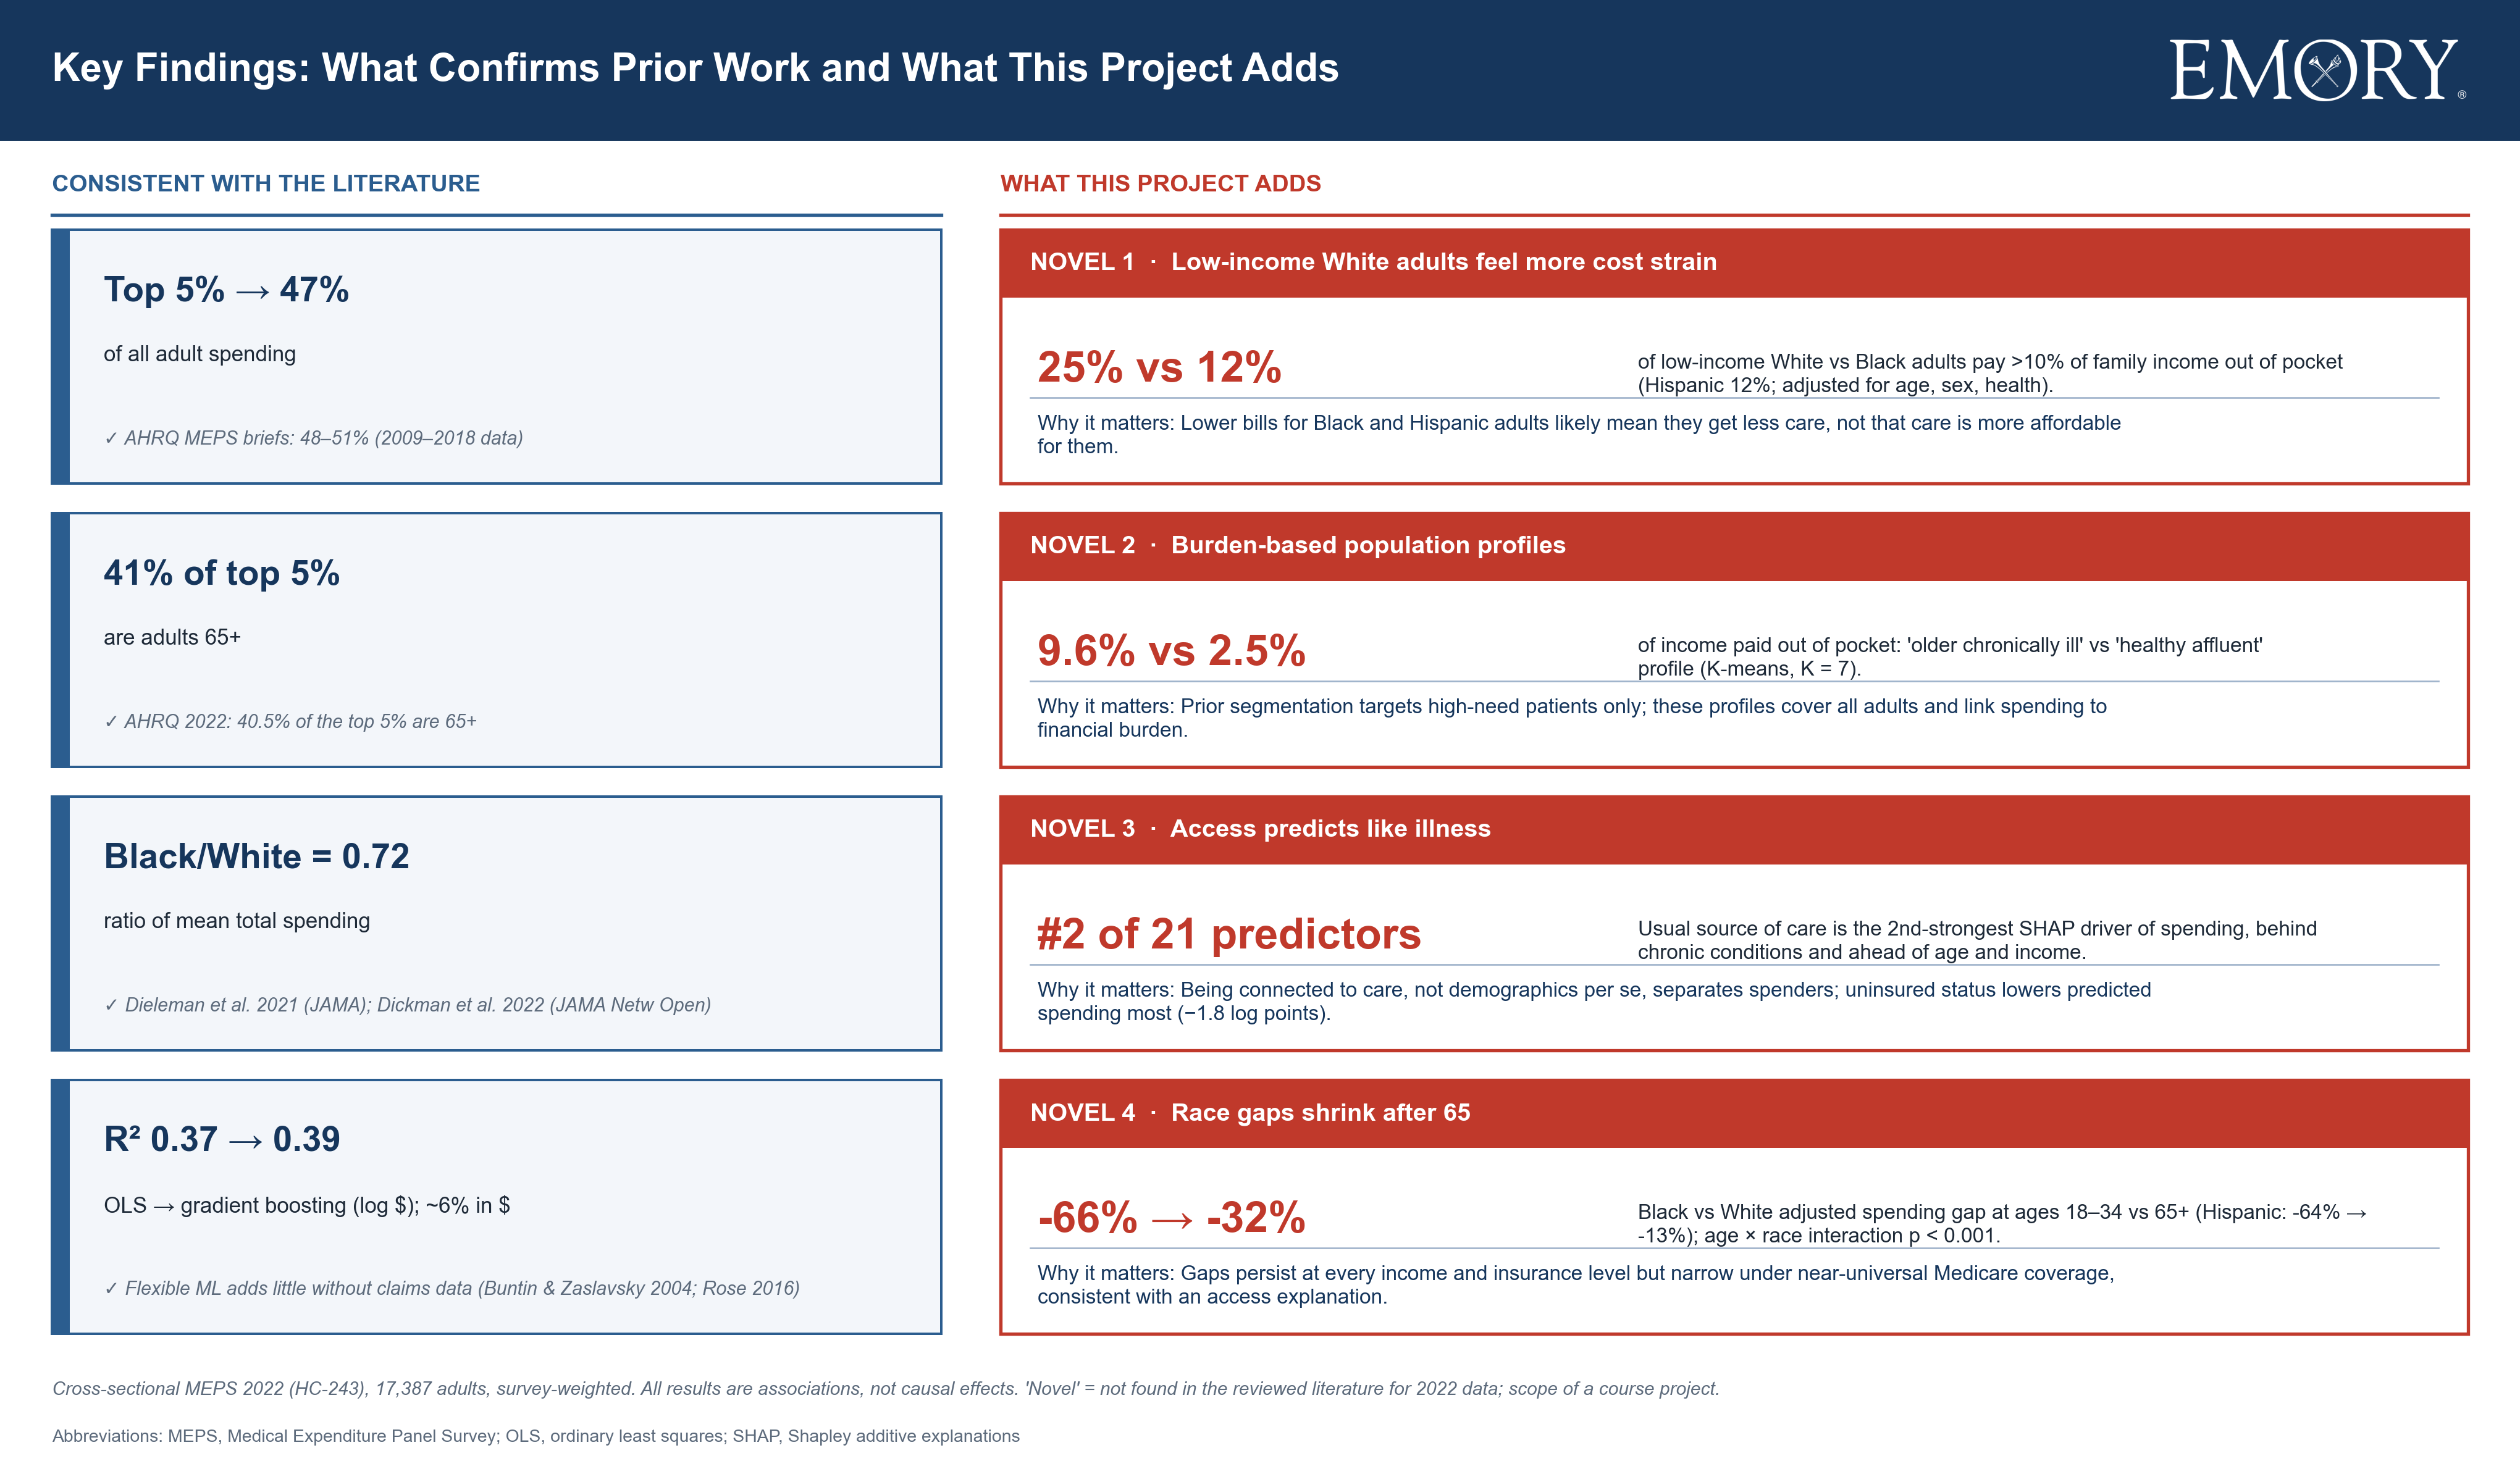 Key Findings: What Confirms Prior Work and What This Project Adds
EMORY®
CONSISTENT WITH THE LITERATURE
Top 5% → 47%
of all adult spending
✓ AHRQ MEPS briefs: 48–51% (2009–2018 data)
41% of top 5%
are adults 65+
✓ AHRQ 2022: 40.5% of the top 5% are 65+
Black/White = 0.72
ratio of mean total spending
✓ Dieleman et al. 2021 (JAMA); Dickman et al. 2022 (JAMA Netw Open)
R² 0.37 → 0.39
OLS → gradient boosting (log $); ~6% in $
✓ Flexible ML adds little without claims data (Buntin & Zaslavsky 2004; Rose 2016)
WHAT THIS PROJECT ADDS
NOVEL 1 · Low-income White adults feel more cost strain
25% vs 12%
of low-income White vs Black adults pay >10% of family income out of pocket
(Hispanic 12%; adjusted for age, sex, health).
Why it matters: Lower bills for Black and Hispanic adults likely mean they get less care, not that care is more affordable
for them.
NOVEL 2 · Burden-based population profiles
9.6% vs 2.5%
of income paid out of pocket: 'older chronically ill' vs 'healthy affluent'
profile (K-means, K = 7).
Why it matters: Prior segmentation targets high-need patients only; these profiles cover all adults and link spending to
financial burden.
NOVEL 3 · Access predicts like illness
#2 of 21 predictors
Usual source of care is the 2nd-strongest SHAP driver of spending, behind
chronic conditions and ahead of age and income.
Why it matters: Being connected to care, not demographics per se, separates spenders; uninsured status lowers predicted
spending most (−1.8 log points).
NOVEL 4 · Race gaps shrink after 65
-66% → -32%
Black vs White adjusted spending gap at ages 18–34 vs 65+ (Hispanic: -64% →
-13%); age × race interaction p < 0.001.
Why it matters: Gaps persist at every income and insurance level but narrow under near-universal Medicare coverage,
consistent with an access explanation.
Cross-sectional MEPS 2022 (HC-243), 17,387 adults, survey-weighted. All results are associations, not causal effects. 'Novel' = not found in the reviewed literature for 2022 data; scope of a course project.
Abbreviations: MEPS, Medical Expenditure Panel Survey; OLS, ordinary least squares; SHAP, Shapley additive explanations